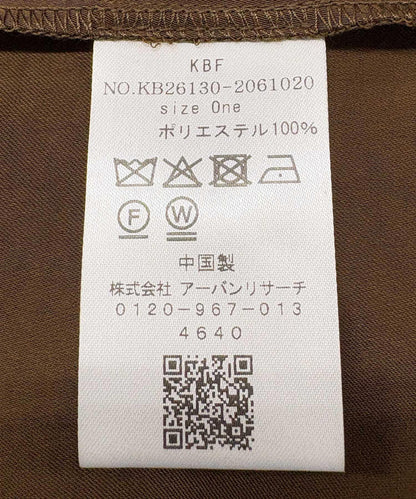 KBF
NO.KB26130-2061020
size One
ポリエステル100%
F W
中国製
株式会社 アーバンリサーチ
0120-967-013
4640